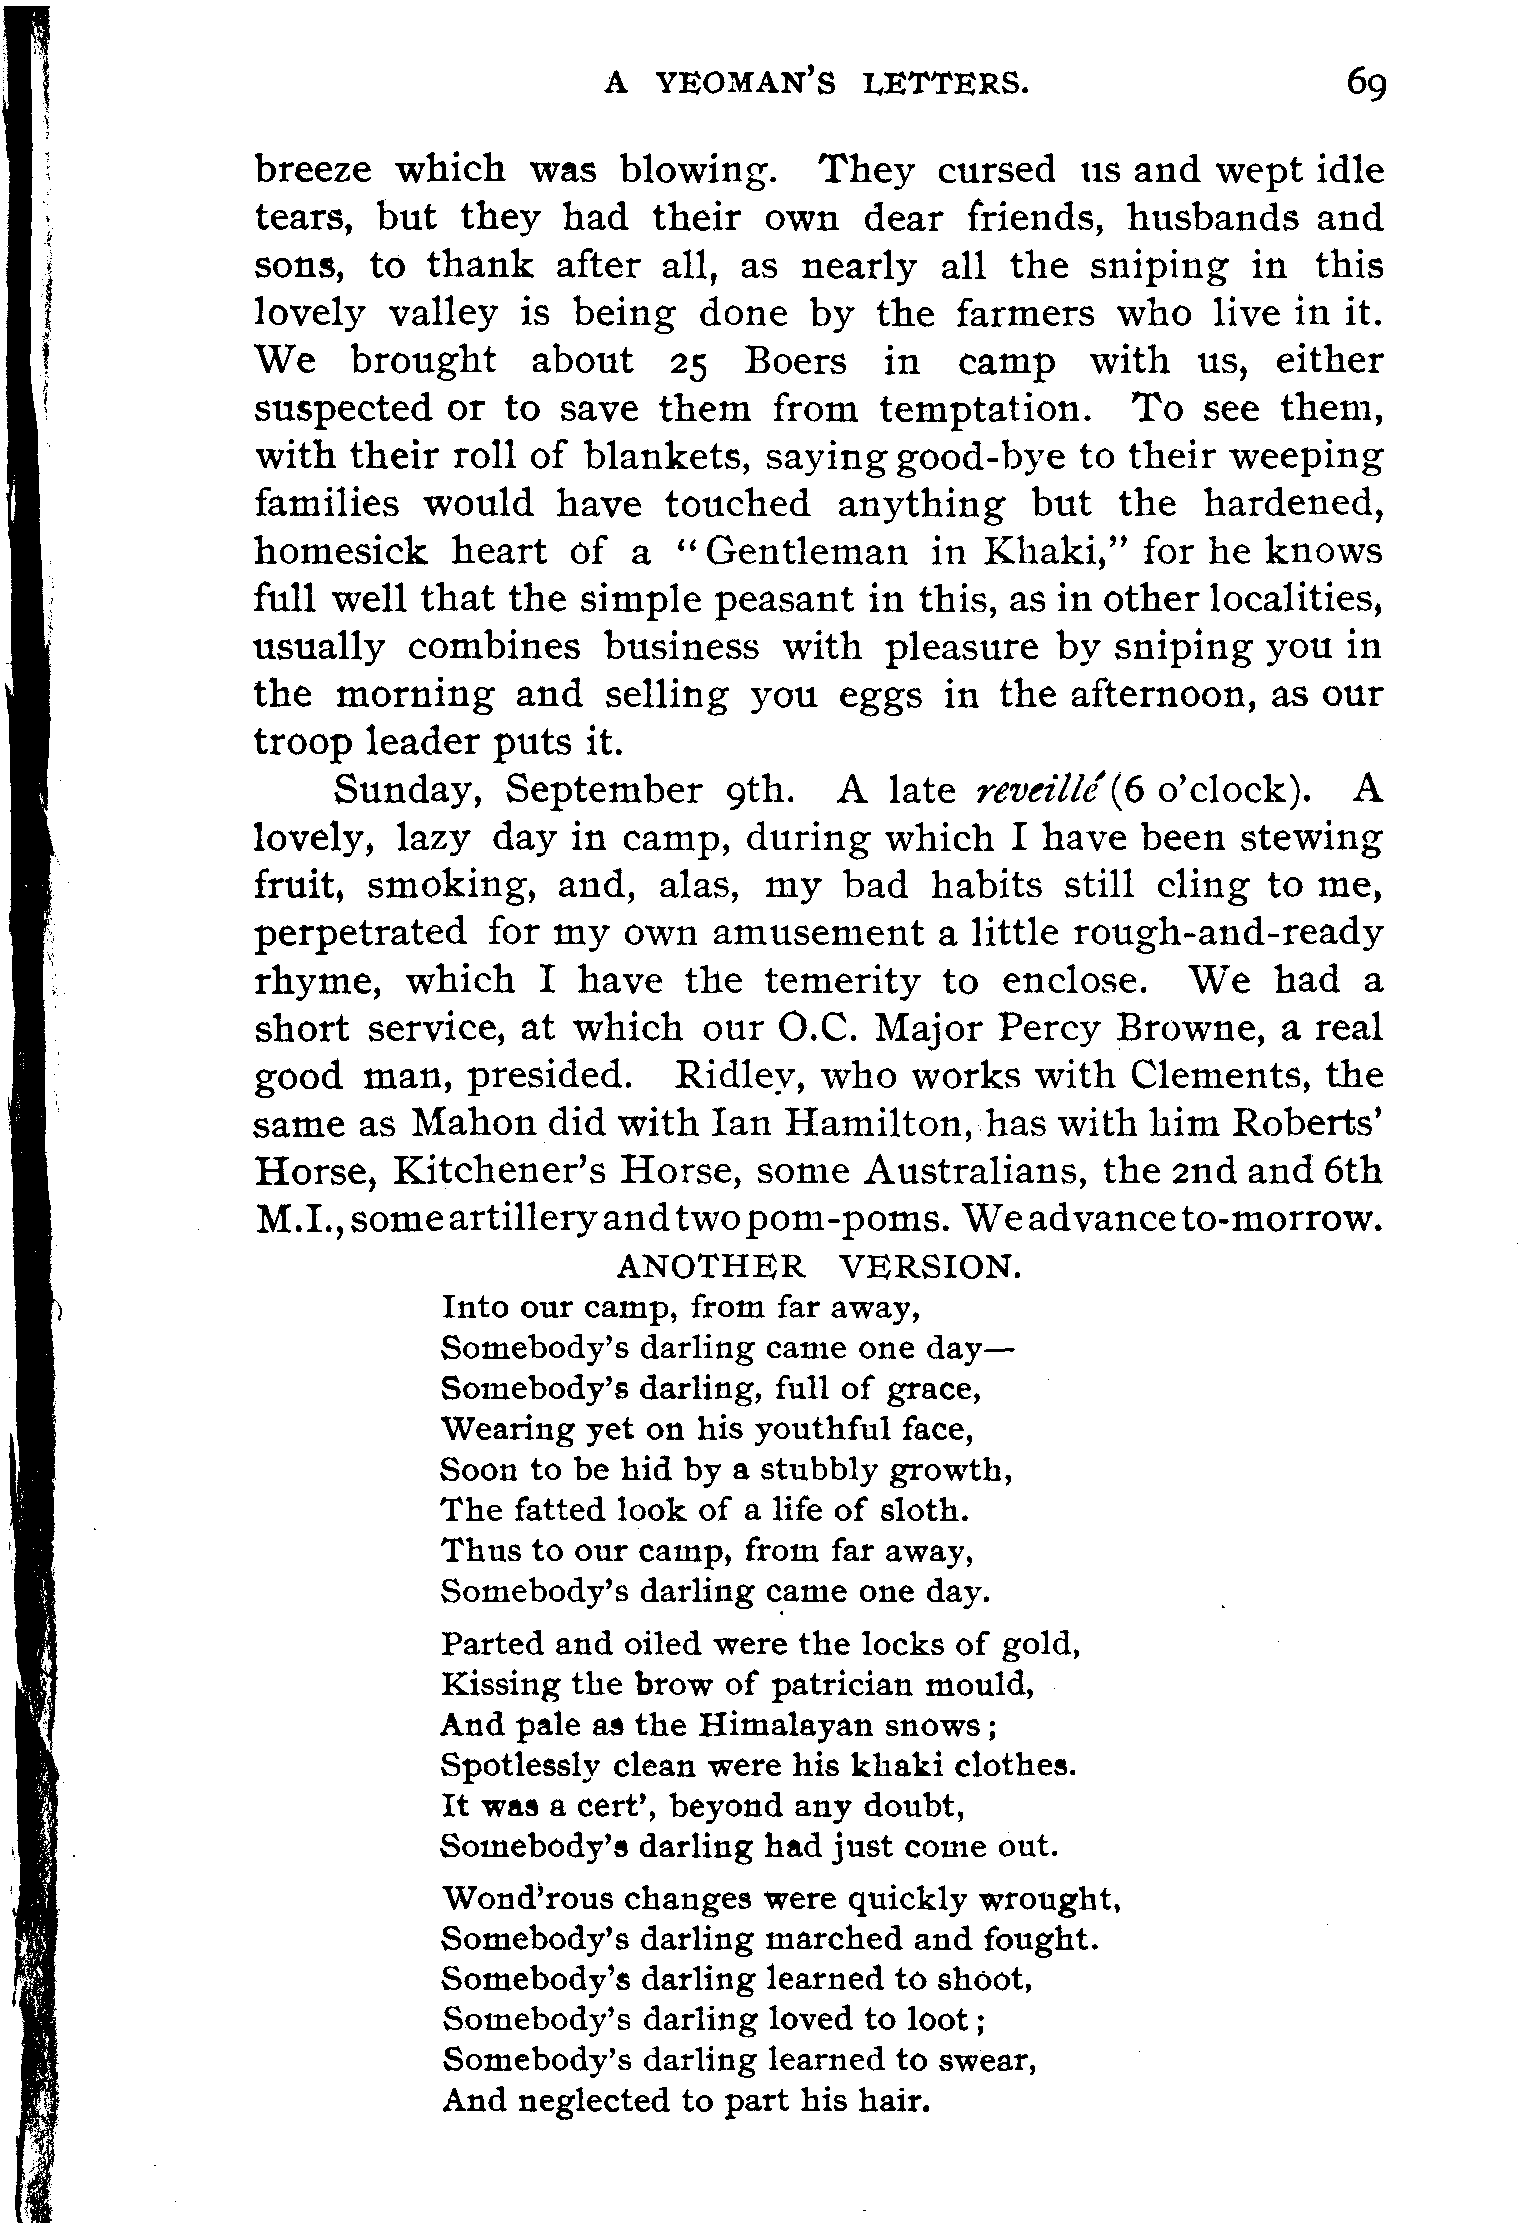 A YEOMAN'S LETTERS. 69
breeze which was blowing. They cursed us and wept idle
tears, but they had their own dear friends, husbands and
sons, to thank after all, as nearly all the sniping in this
lovely valley is being done by the farmers who live in it.
We brought about 25 Boers in camp with us, either
suspected or to save them from temptation. To see them,
with their roll of blankets, saying good-bye to their weeping
families would have touched anything but the hardened,
homesick heart of a "Gentleman in Khaki," for he knows
full well that the simple peasant in this, as in other localities,
usually combines business with pleasure by sniping you in
the morning and selling you eggs in the afternoon, as our
troop leader puts it.
Sunday, September 9th. A late reveillé (6 o'clock). A
lovely, lazy day in camp, during which I have been stewing
fruit, smoking, and, alas, my bad habits still cling to me,
perpetrated for my own amusement a little rough-and-ready
rhyme, which I have the temerity to enclose. We had a
short service, at which our O.C. Major Percy Browne, a real
good man, presided. Ridley, who works with Clements, the
same as Mahon did with Ian Hamilton, has with him Roberts'
Horse, Kitchener's Horse, some Australians, the 2nd and 6th
M.I., some artillery and two pom-poms. We advance to-morrow.
ANOTHER VERSION.
Into our camp, from far away,
Somebody's darling came one day—
Somebody's darling, full of grace,
Wearing yet on his youthful face,
Soon to be hid by a stubbly growth,
The fatted look of a life of sloth.
Thus to our camp, from far away,
Somebody's darling came one day.
Parted and oiled were the locks of gold,
Kissing the brow of patrician mould,
And pale as the Himalayan snows;
Spotlessly clean were his khaki clothes.
It was a cert', beyond any doubt,
Somebody's darling had just come out.
Wond'rous changes were quickly wrought,
Somebody's darling marched and fought.
Somebody's darling learned to shoot,
Somebody's darling loved to loot;
Somebody's darling learned to swear,
And neglected to part his hair.